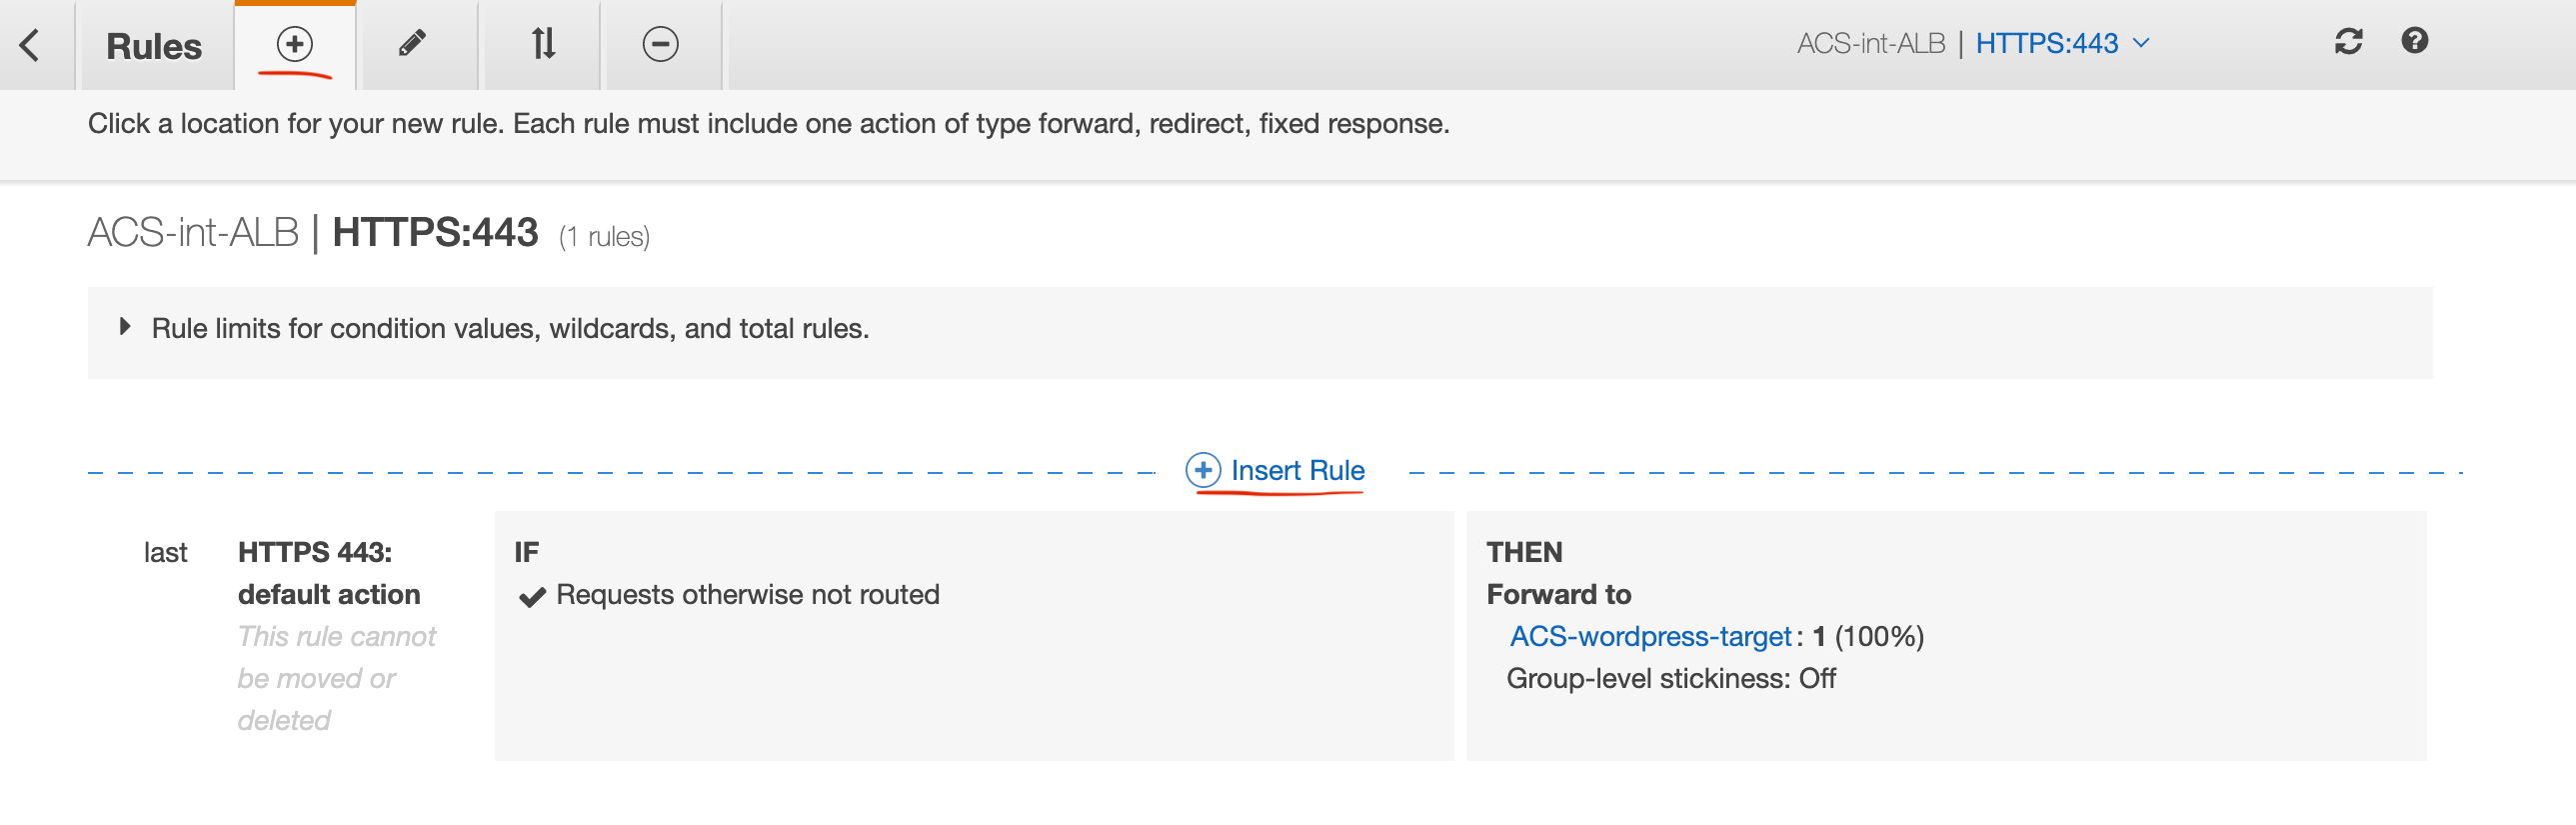 Rules
ACS-int-ALB | HTTPS:443
Click a location for your new rule. Each rule must include one action of type forward, redirect, fixed response.
ACS-int-ALB | HTTPS:443 (1 rules)
Rule limits for condition values, wildcards, and total rules.
Insert Rule
last
HTTPS 443:
default action
This rule cannot
be moved or
deleted
IF
Requests otherwise not routed
THEN
Forward to
ACS-wordpress-target: 1 (100%)
Group-level stickiness: Off